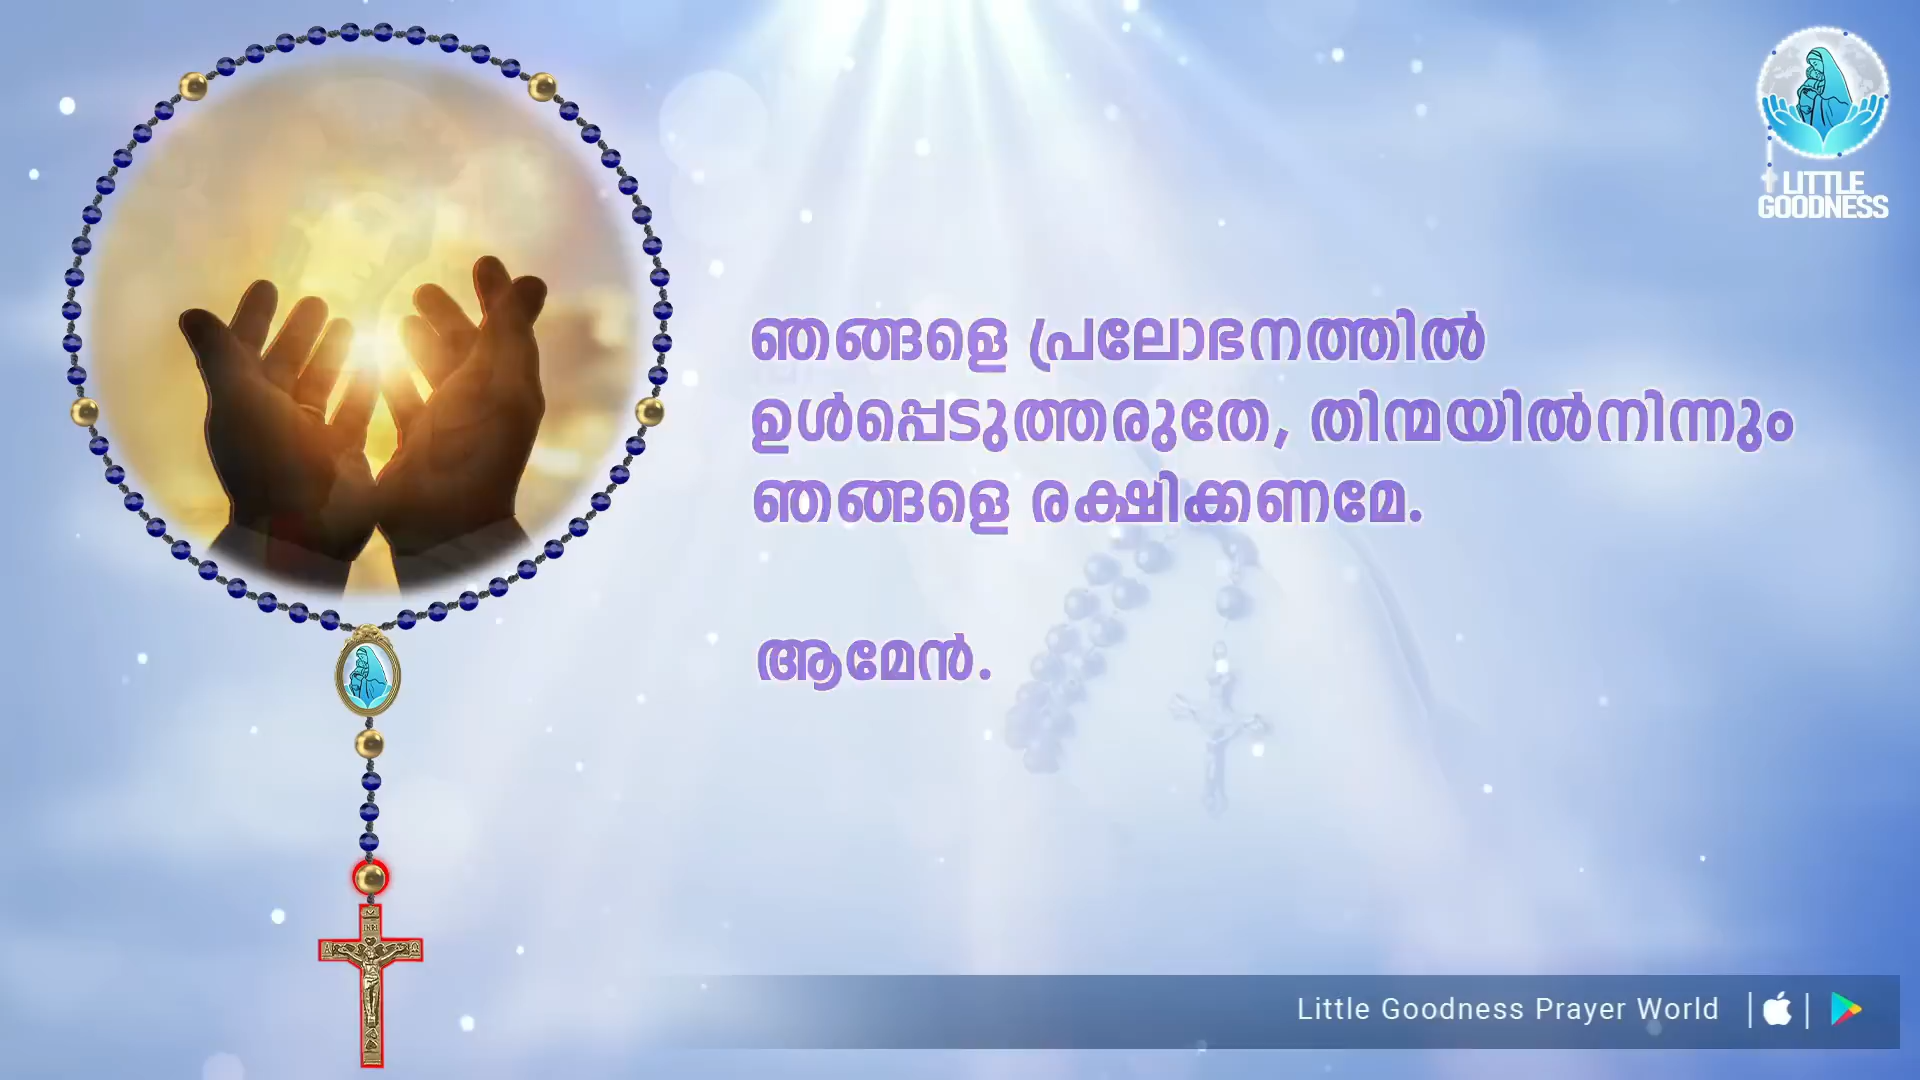 LITTLE
GOODNESS
ഞങ്ങളെ പ്രലോഭനത്തിൽ
ഉൾപ്പെടുത്തരുതേ, തിന്മയിൽനിന്നും
ഞങ്ങളെ രക്ഷിക്കണമേ.
ആമേൻ.
INRI
Little Goodness Prayer World